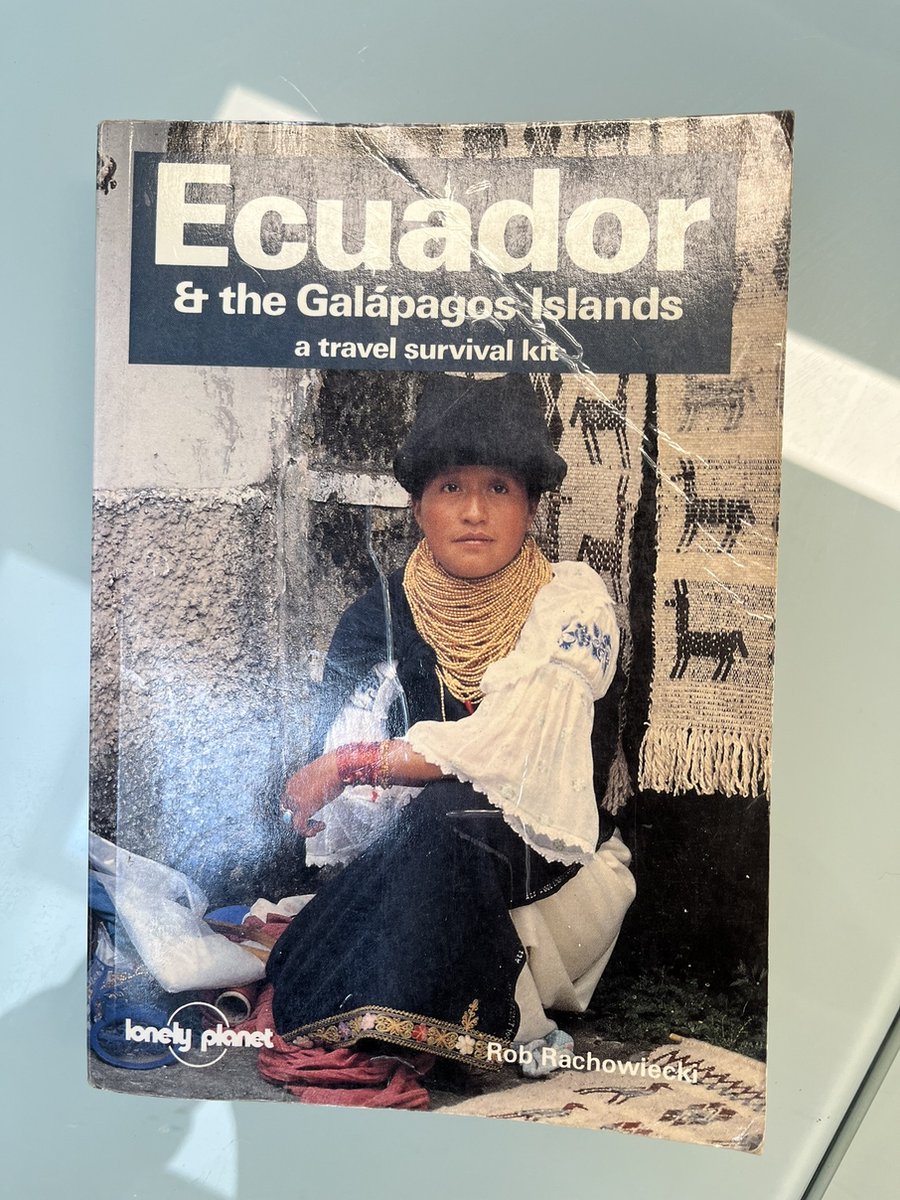 Ecuador
& the Galápagos Islands
a travel survival kit
lonely planet
Rob Rachowiecki